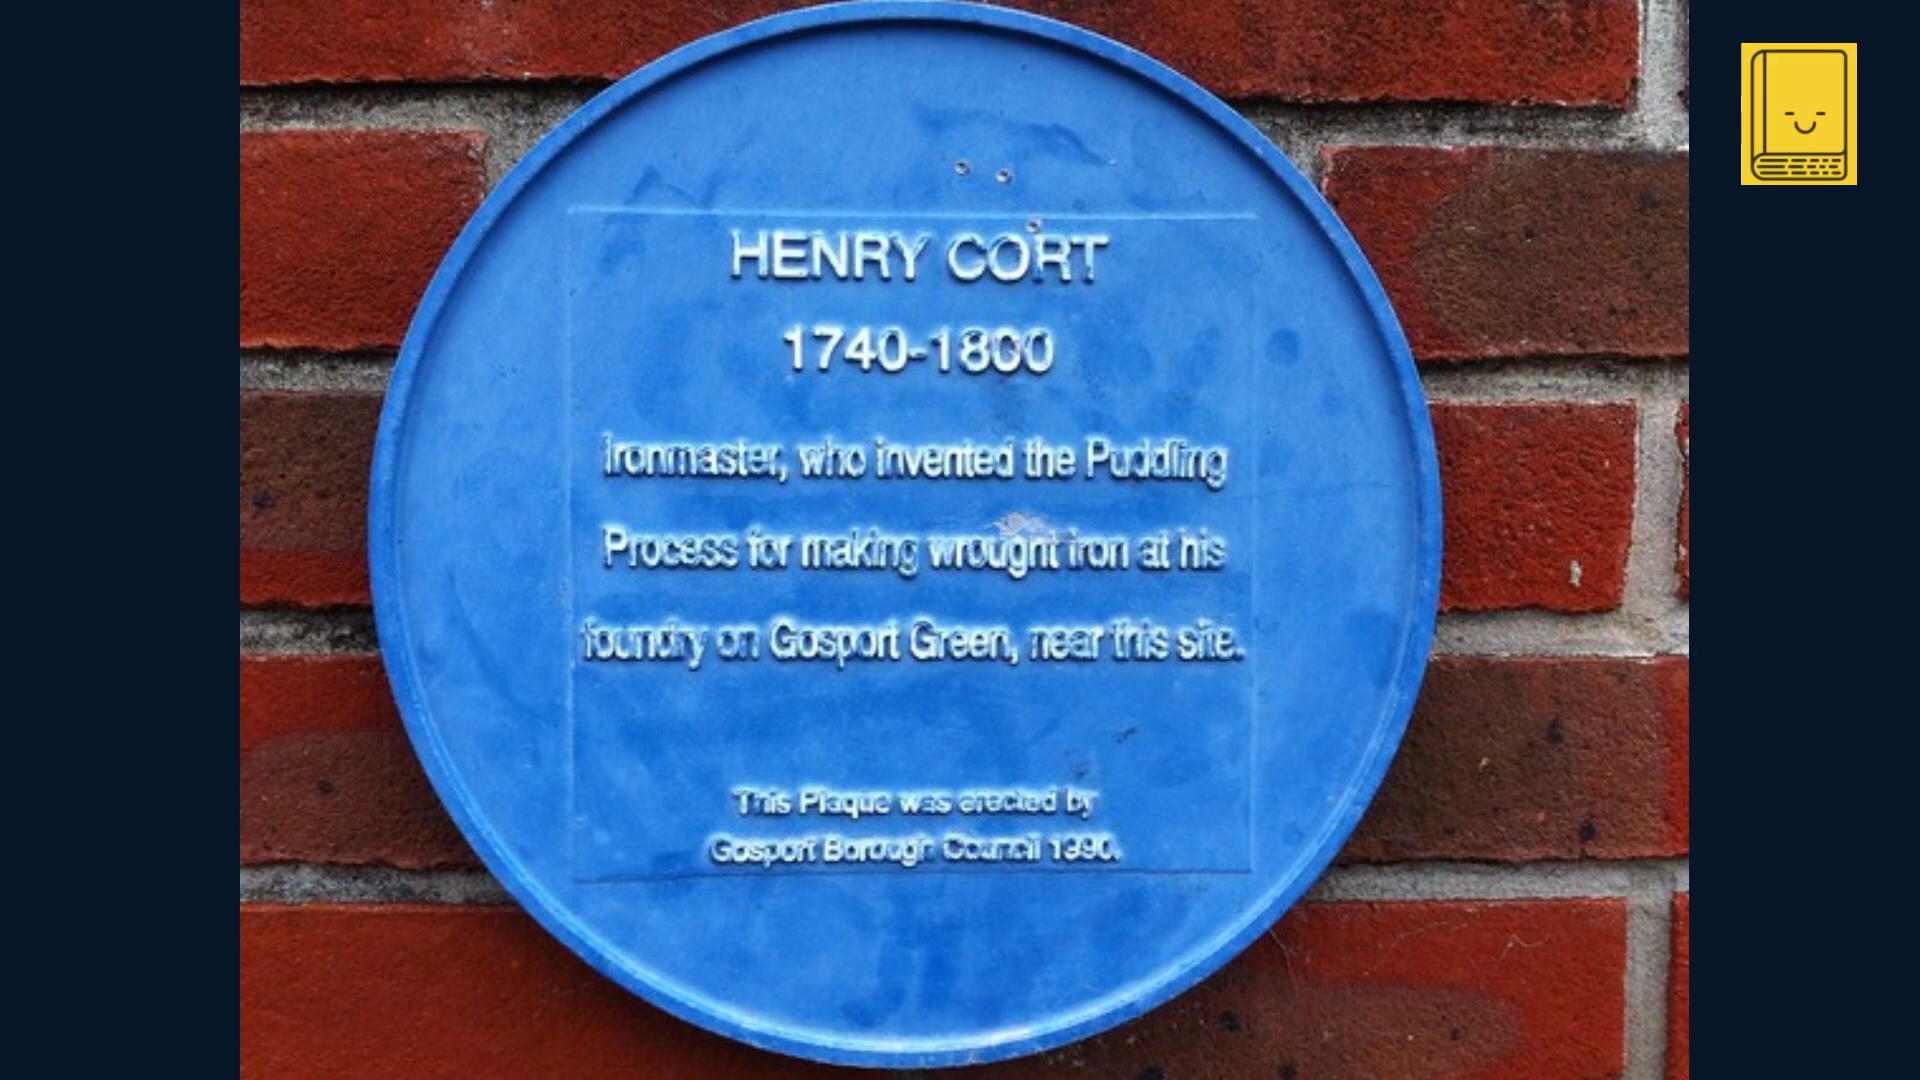 HENRY CORT
1740-1800
Ironmaster, who invented the Puddling
Process for making wrought iron at his
foundry on Gosport Green, near this site.
This Plaque was erected by
Gosport Borough Council 1990.